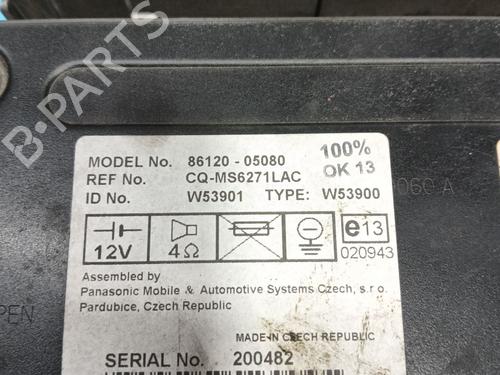 B-PARTS
MODEL No. 86120 - 05080
100%
OK 13
REF No. CQ-MS6271LAC
ID No. W53901 TYPE: W53900
060 A
12V
4Ω
e13
020943
Assembled by
Panasonic Mobile & Automotive Systems Czech, s.r.o.
Pardubice, Czech Republic
PEN
MADE IN CZECH REPUBLIC
SERIAL No. 200482